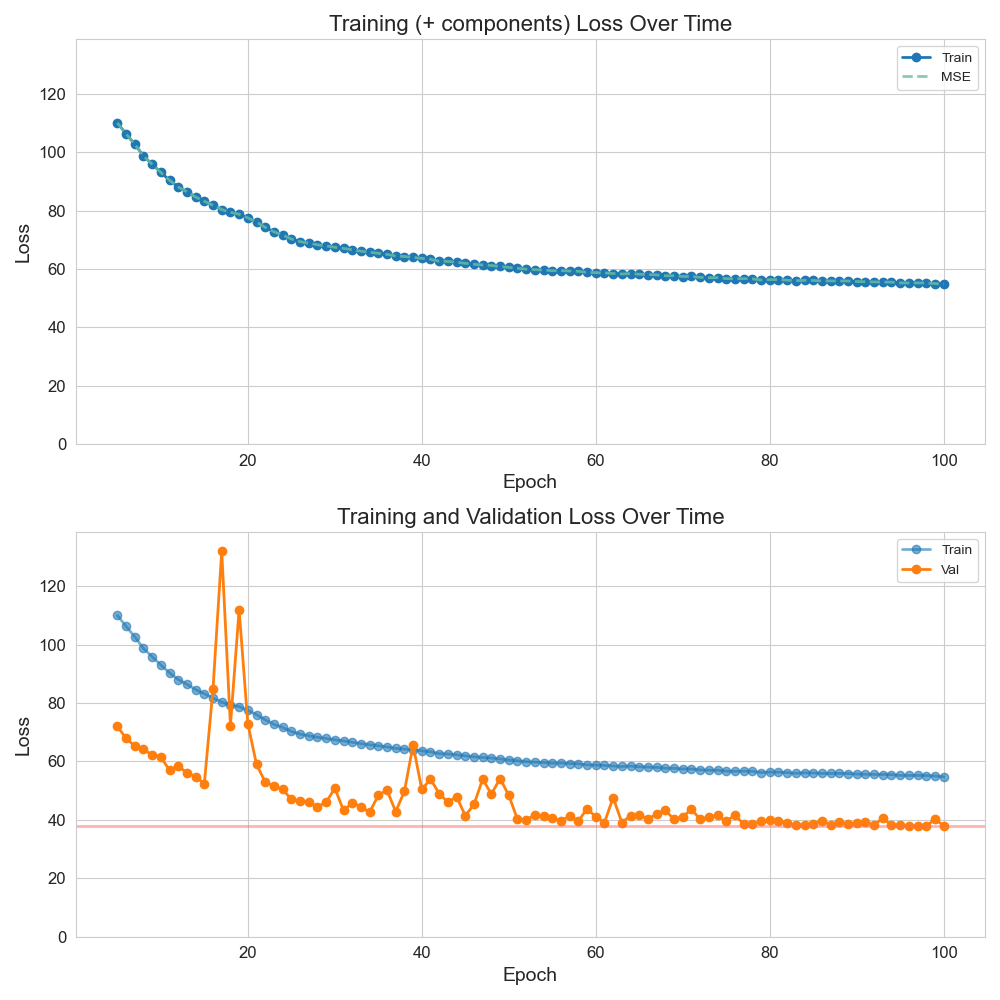 Training (+ components) Loss Over Time
Train
MSE
120
100
80
60
40
20
0
Loss
20 40 60 80 100
Epoch
Training and Validation Loss Over Time
Train
Val
120
100
80
60
40
20
0
Loss
20 40 60 80 100
Epoch